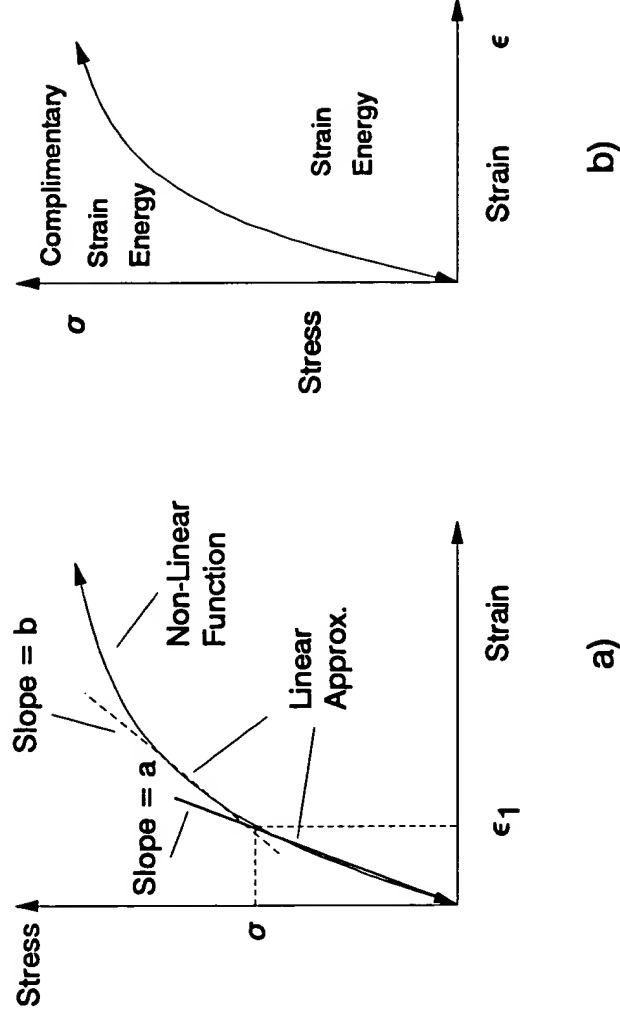 Stress
Slope = b
Slope = a
Non-Linear
Function
Linear
Approx.
σ
ϵ1
Strain
a)
σ
Complimentary
Strain
Energy
Stress
Strain
Energy
Strain
ϵ
b)